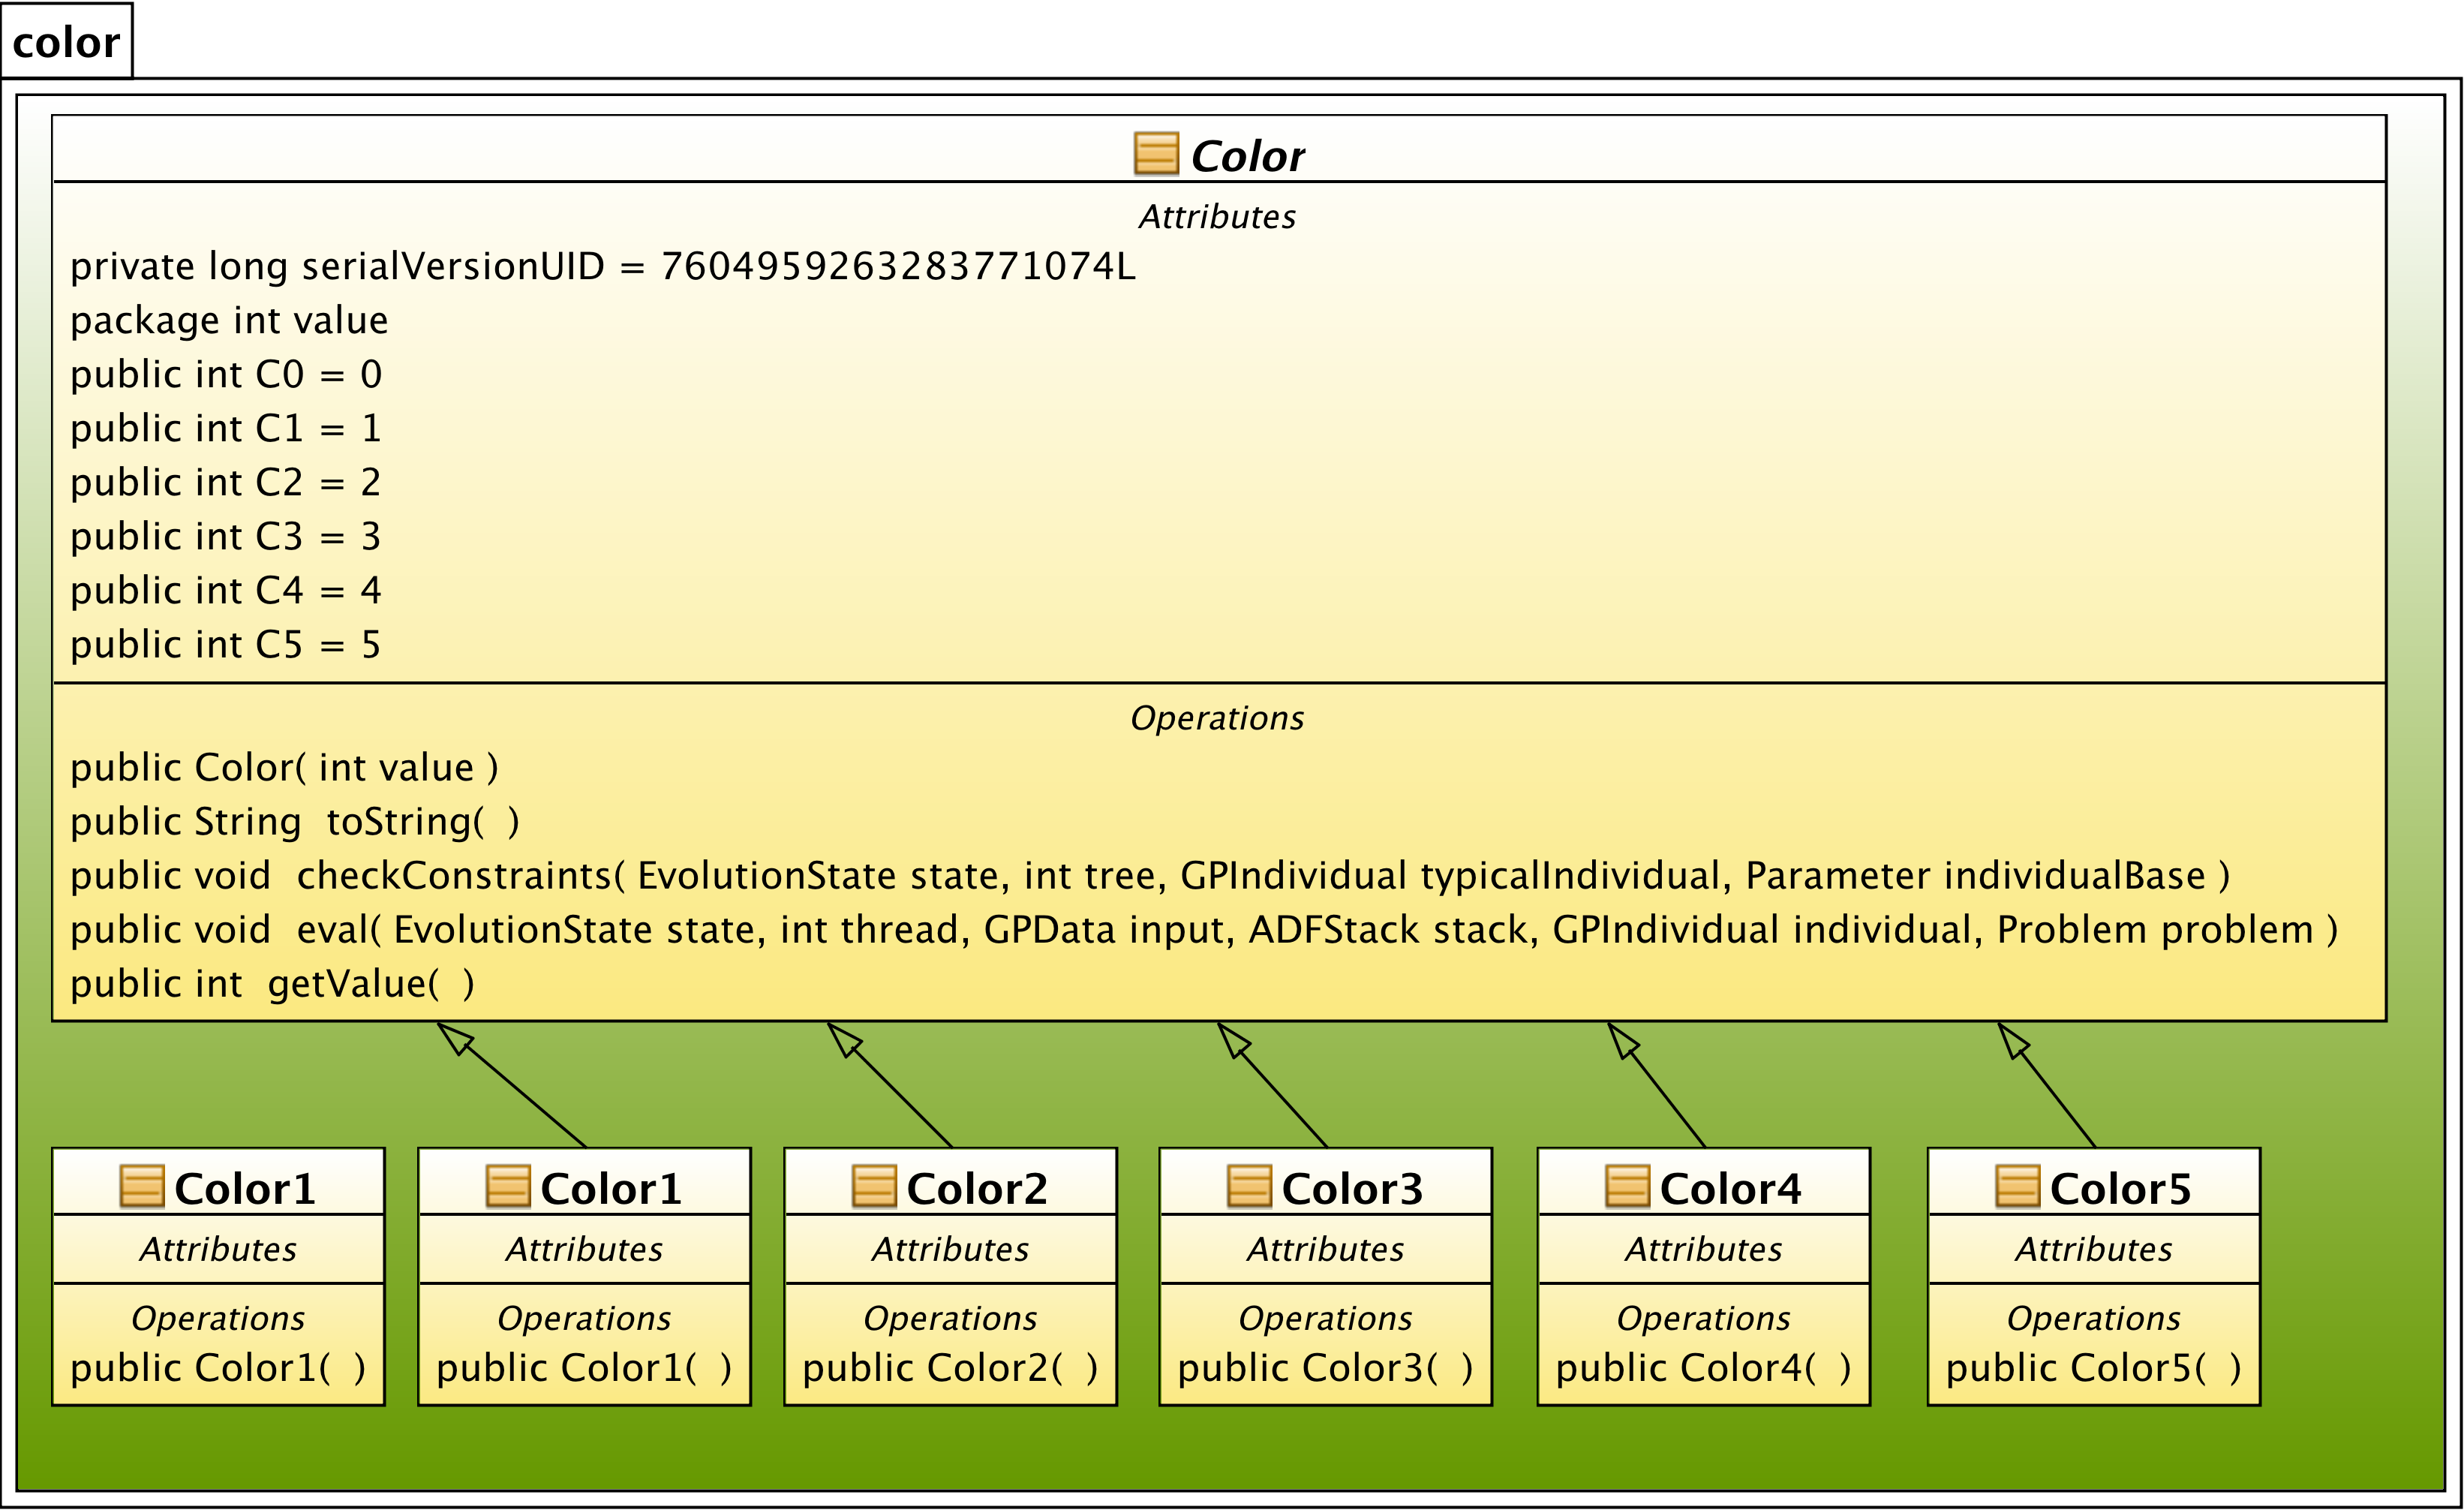 color
Color
Attributes
private long serialVersionUID = 7604959263283771074L
package int value
public int C0 = 0
public int C1 = 1
public int C2 = 2
public int C3 = 3
public int C4 = 4
public int C5 = 5
Operations
public Color( int value )
public String  toString(  )
public void  checkConstraints( EvolutionState state, int tree, GPIndividual typicalIndividual, Parameter individualBase )
public void  eval( EvolutionState state, int thread, GPData input, ADFStack stack, GPIndividual individual, Problem problem )
public int  getValue(  )
Color1
Attributes
Operations
public Color1(  )
Color1
Attributes
Operations
public Color1(  )
Color2
Attributes
Operations
public Color2(  )
Color3
Attributes
Operations
public Color3(  )
Color4
Attributes
Operations
public Color4(  )
Color5
Attributes
Operations
public Color5(  )